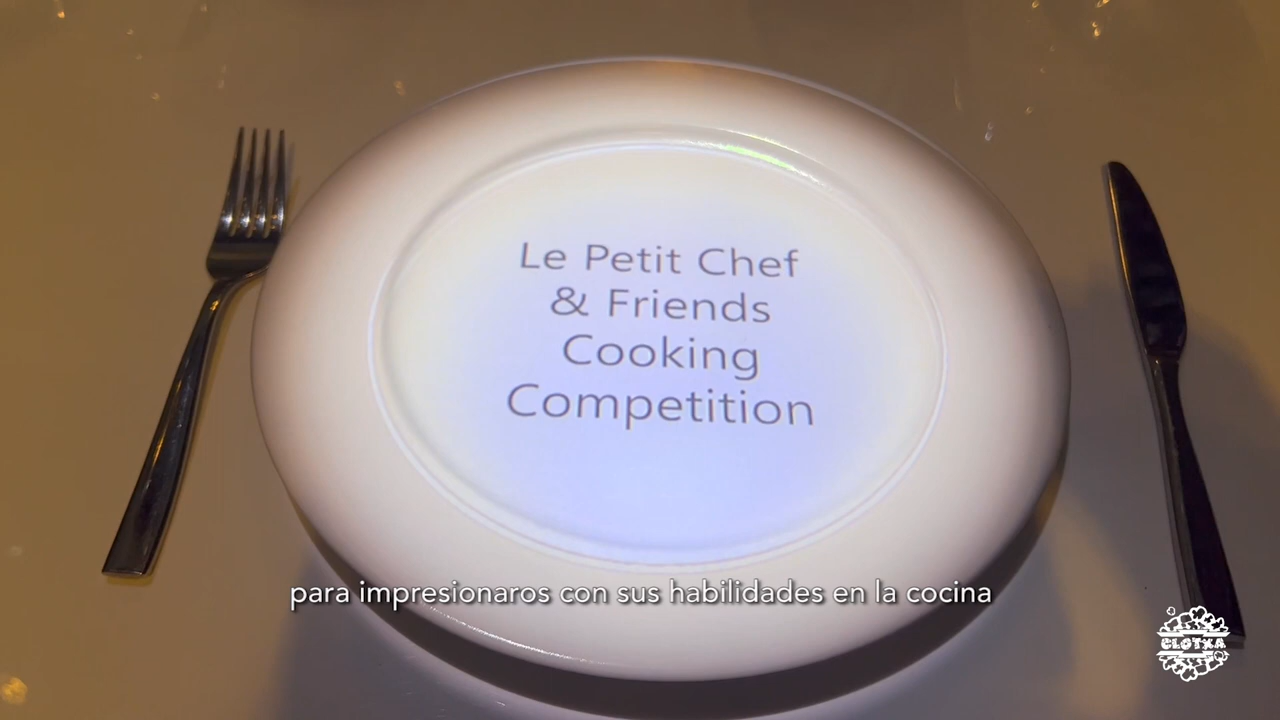 Le Petit Chef
& Friends
Cooking
Competition
para impresionaros con sus habilidades en la cocina
CLOTXA